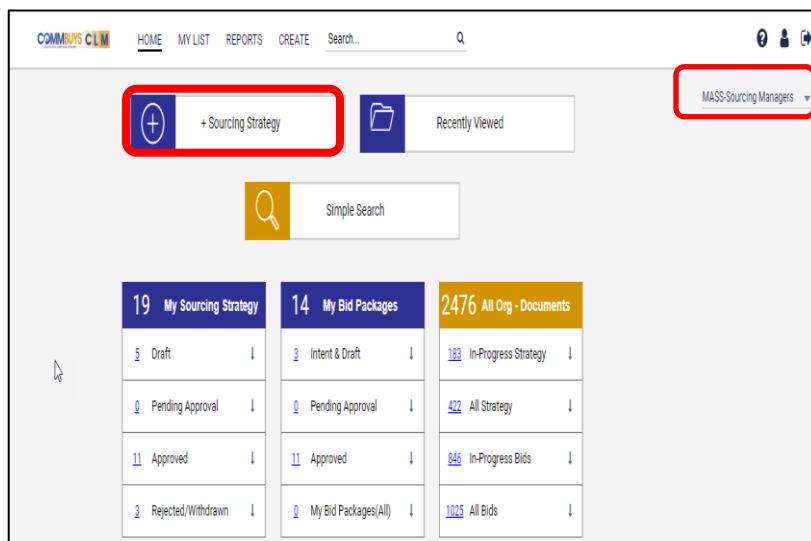 COMMBUYS CLM HOME MY LIST REPORTS CREATE Search...
MASS-Sourcing Managers
+ Sourcing Strategy Recently Viewed
Simple Search
19 My Sourcing Strategy 14 My Bid Packages 2476 All Org - Documents
5 Draft 3 Intent & Draft 183 In-Progress Strategy
0 Pending Approval 0 Pending Approval 422 All Strategy
11 Approved 11 Approved 846 In-Progress Bids
3 Rejected/Withdrawn 0 My Bid Packages(All) 1025 All Bids